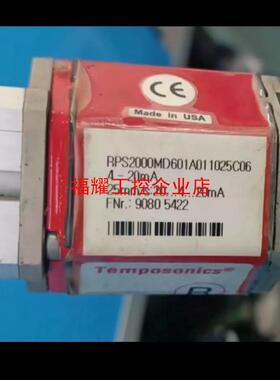 CE
Made in USA
RPS2000MD601A011025C06
4 - 20mA
福耀工控企业店
FNr.: 9080 5422
Temposonics®
R